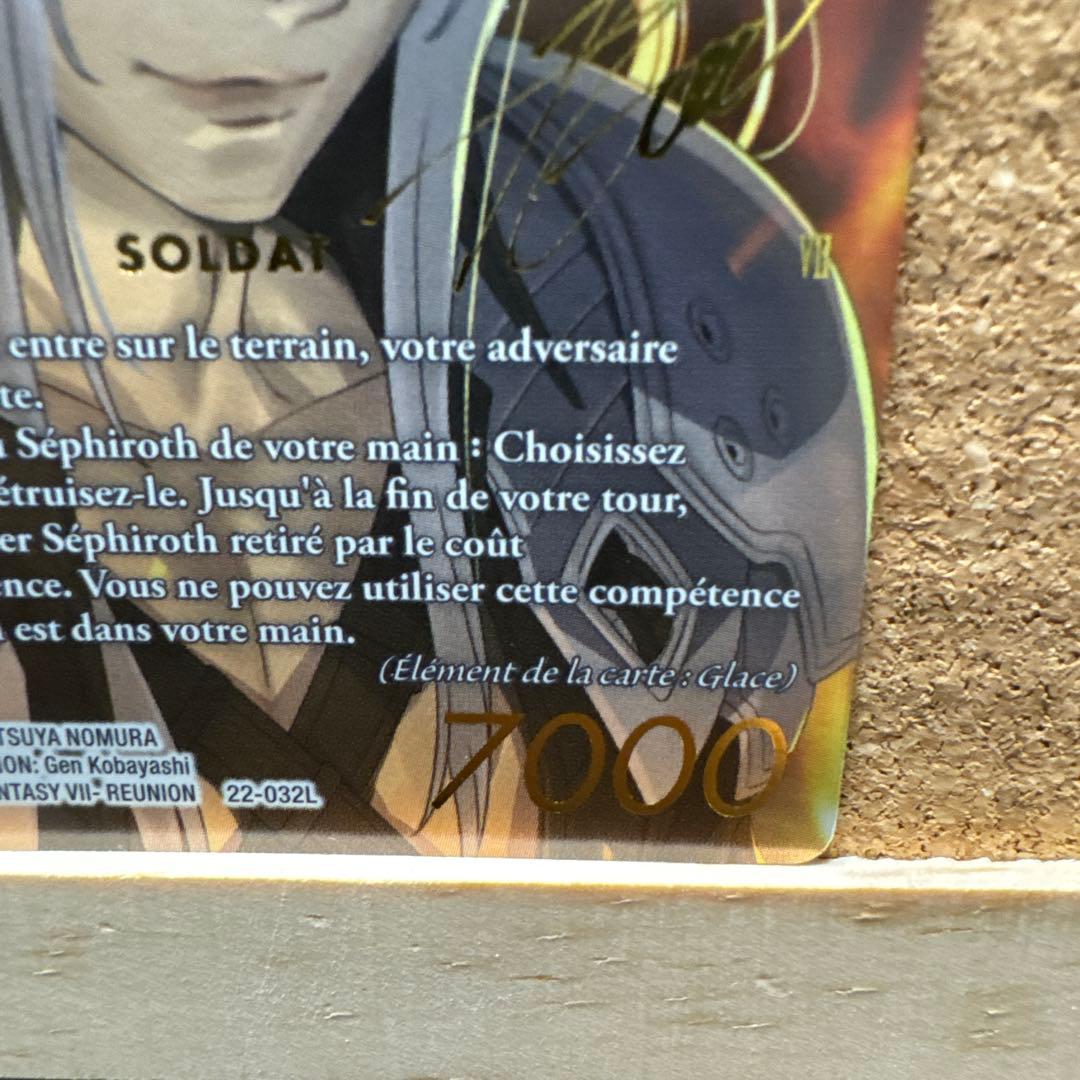 SOLDAT
VII
entre sur le terrain, votre adversaire
te.
Séphiroth de votre main : Choisissez
étruisez-le. Jusqu'à la fin de votre tour,
er Séphiroth retiré par le coût
ence. Vous ne pouvez utiliser cette compétence
est dans votre main.
(Élément de la carte : Glace)
7000
TSUYA NOMURA
ION: Gen Kobayashi
NTASY VII- REUNION 22-032L